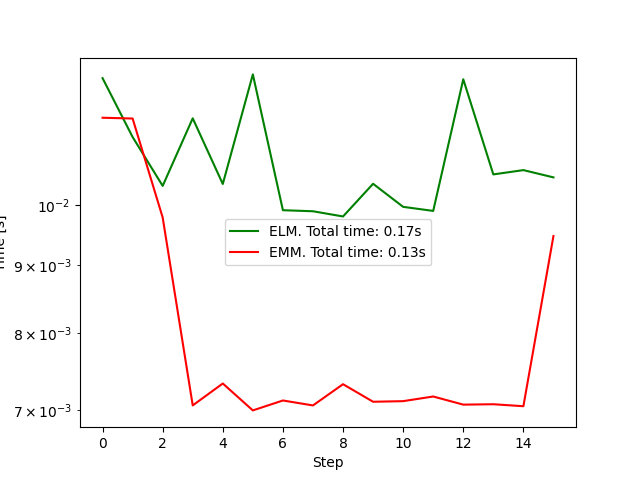 Time [s]
10⁻²
9 × 10⁻³
8 × 10⁻³
7 × 10⁻³
ELM. Total time: 0.17s
EMM. Total time: 0.13s
0 2 4 6 8 10 12 14
Step